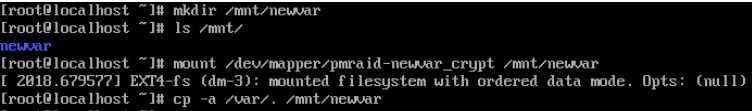 [root@localhost ~]# mkdir /mnt/newvar
[root@localhost ~]# ls /mnt/
newvar
[root@localhost ~]# mount /dev/mapper/pmraid-newvar_crypt /mnt/newvar
[ 2018.679577] EXT4-fs (dm-3): mounted filesystem with ordered data mode. Opts: (null)
[root@localhost ~]# cp -a /var/. /mnt/newvar